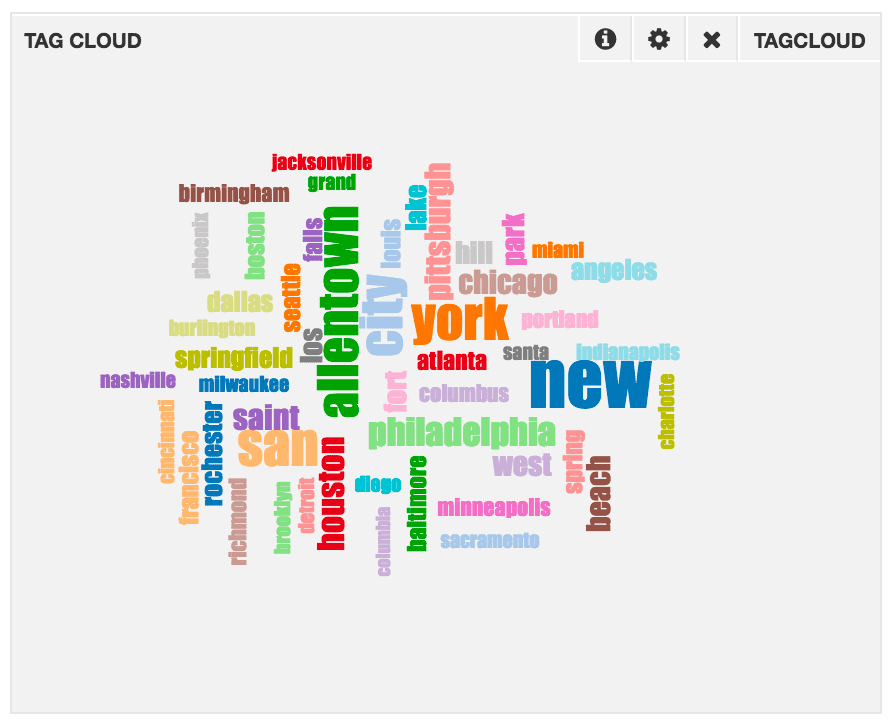 TAG CLOUD
TAGCLOUD
jacksonville
grand
birmingham
pittsburgh
lake
phoenix
boston
falls
allentown
louis
hill
park
miami
angeles
chicago
seattle
dallas
city
york
portland
burlington
los
springfield
atlanta
santa
indianapolis
new
nashville
milwaukee
fort
columbus
charlotte
cincinnati
francisco
rochester
saint
san
philadelphia
houston
west
spring
beach
richmond
brooklyn
detroit
diego
columbia
baltimore
minneapolis
sacramento